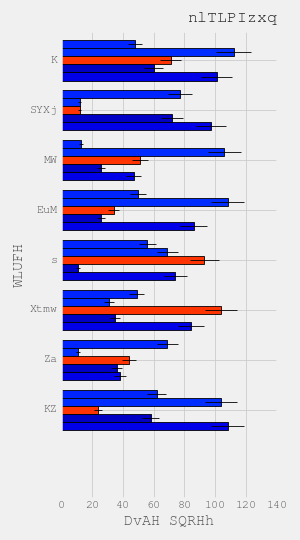 nlTLPIzxq
K
SYXj
MW
EuM
s
Xtmw
Za
KZ
WLUFH
0 20 40 60 80 100 120 140
DvAH SQRHh